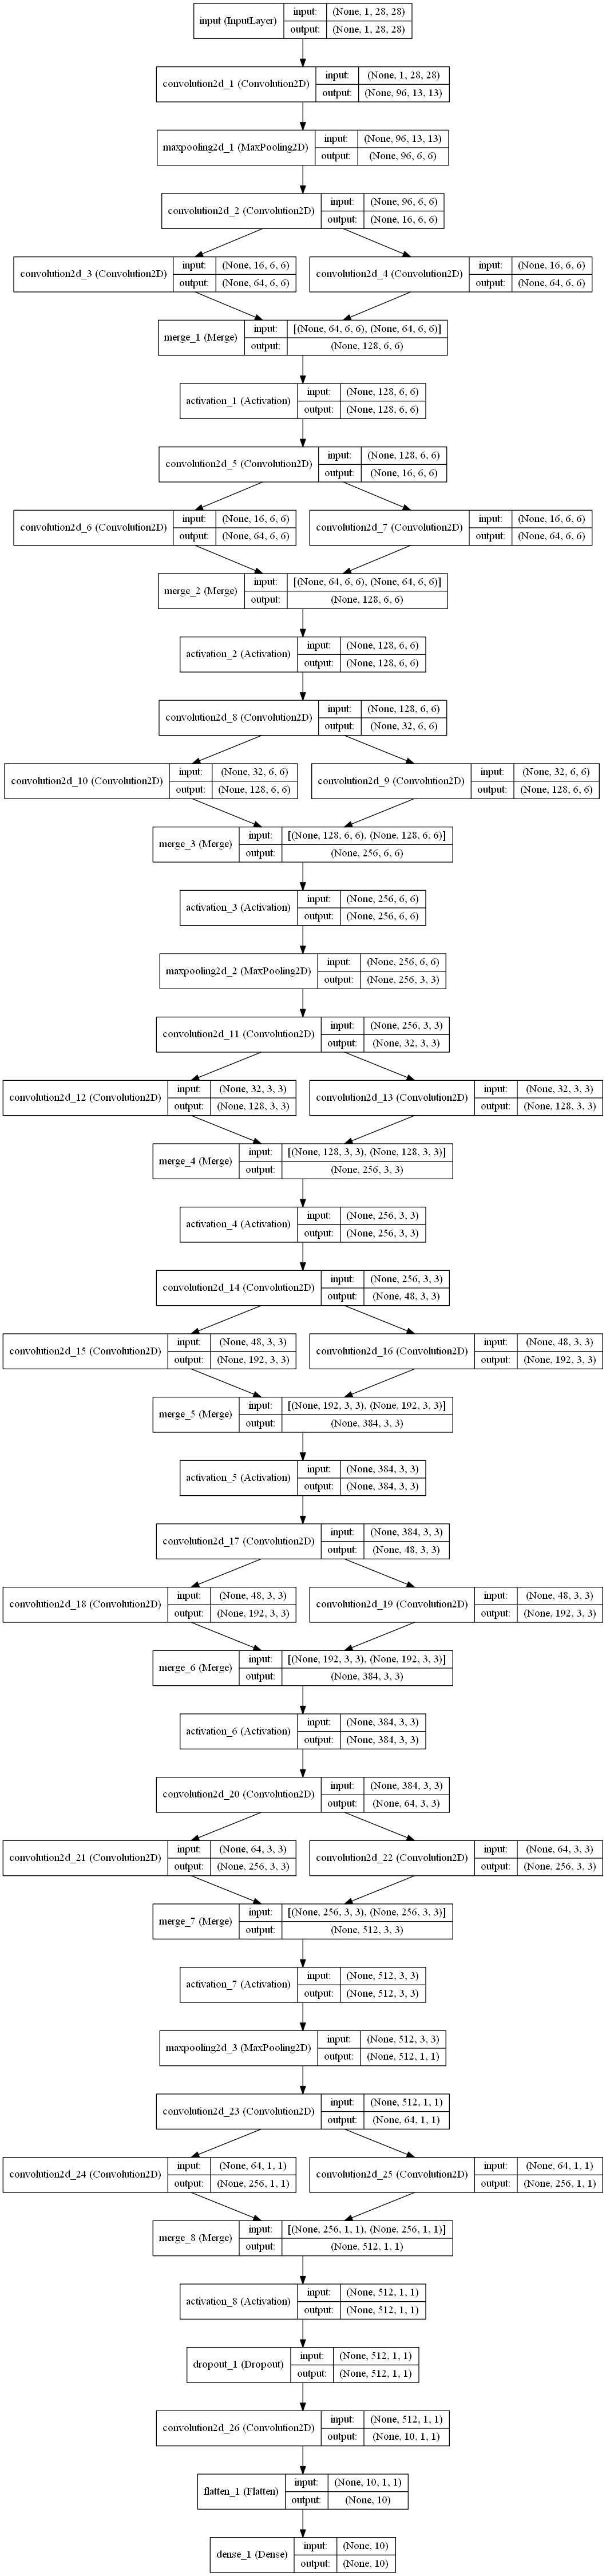 input (InputLayer) input: (None, 1, 28, 28)
output: (None, 1, 28, 28)
convolution2d_1 (Convolution2D) input: (None, 1, 28, 28)
output: (None, 96, 13, 13)
maxpooling2d_1 (MaxPooling2D) input: (None, 96, 13, 13)
output: (None, 96, 6, 6)
convolution2d_2 (Convolution2D) input: (None, 96, 6, 6)
output: (None, 16, 6, 6)
convolution2d_3 (Convolution2D) input: (None, 16, 6, 6)
output: (None, 64, 6, 6)
convolution2d_4 (Convolution2D) input: (None, 16, 6, 6)
output: (None, 64, 6, 6)
merge_1 (Merge) input: [(None, 64, 6, 6), (None, 64, 6, 6)]
output: (None, 128, 6, 6)
activation_1 (Activation) input: (None, 128, 6, 6)
output: (None, 128, 6, 6)
convolution2d_5 (Convolution2D) input: (None, 128, 6, 6)
output: (None, 16, 6, 6)
convolution2d_6 (Convolution2D) input: (None, 16, 6, 6)
output: (None, 64, 6, 6)
convolution2d_7 (Convolution2D) input: (None, 16, 6, 6)
output: (None, 64, 6, 6)
merge_2 (Merge) input: [(None, 64, 6, 6), (None, 64, 6, 6)]
output: (None, 128, 6, 6)
activation_2 (Activation) input: (None, 128, 6, 6)
output: (None, 128, 6, 6)
convolution2d_8 (Convolution2D) input: (None, 128, 6, 6)
output: (None, 32, 6, 6)
convolution2d_10 (Convolution2D) input: (None, 32, 6, 6)
output: (None, 128, 6, 6)
convolution2d_9 (Convolution2D) input: (None, 32, 6, 6)
output: (None, 128, 6, 6)
merge_3 (Merge) input: [(None, 128, 6, 6), (None, 128, 6, 6)]
output: (None, 256, 6, 6)
activation_3 (Activation) input: (None, 256, 6, 6)
output: (None, 256, 6, 6)
maxpooling2d_2 (MaxPooling2D) input: (None, 256, 6, 6)
output: (None, 256, 3, 3)
convolution2d_11 (Convolution2D) input: (None, 256, 3, 3)
output: (None, 32, 3, 3)
convolution2d_12 (Convolution2D) input: (None, 32, 3, 3)
output: (None, 128, 3, 3)
convolution2d_13 (Convolution2D) input: (None, 32, 3, 3)
output: (None, 128, 3, 3)
merge_4 (Merge) input: [(None, 128, 3, 3), (None, 128, 3, 3)]
output: (None, 256, 3, 3)
activation_4 (Activation) input: (None, 256, 3, 3)
output: (None, 256, 3, 3)
convolution2d_14 (Convolution2D) input: (None, 256, 3, 3)
output: (None, 48, 3, 3)
convolution2d_15 (Convolution2D) input: (None, 48, 3, 3)
output: (None, 192, 3, 3)
convolution2d_16 (Convolution2D) input: (None, 48, 3, 3)
output: (None, 192, 3, 3)
merge_5 (Merge) input: [(None, 192, 3, 3), (None, 192, 3, 3)]
output: (None, 384, 3, 3)
activation_5 (Activation) input: (None, 384, 3, 3)
output: (None, 384, 3, 3)
convolution2d_17 (Convolution2D) input: (None, 384, 3, 3)
output: (None, 48, 3, 3)
convolution2d_18 (Convolution2D) input: (None, 48, 3, 3)
output: (None, 192, 3, 3)
convolution2d_19 (Convolution2D) input: (None, 48, 3, 3)
output: (None, 192, 3, 3)
merge_6 (Merge) input: [(None, 192, 3, 3), (None, 192, 3, 3)]
output: (None, 384, 3, 3)
activation_6 (Activation) input: (None, 384, 3, 3)
output: (None, 384, 3, 3)
convolution2d_20 (Convolution2D) input: (None, 384, 3, 3)
output: (None, 64, 3, 3)
convolution2d_21 (Convolution2D) input: (None, 64, 3, 3)
output: (None, 256, 3, 3)
convolution2d_22 (Convolution2D) input: (None, 64, 3, 3)
output: (None, 256, 3, 3)
merge_7 (Merge) input: [(None, 256, 3, 3), (None, 256, 3, 3)]
output: (None, 512, 3, 3)
activation_7 (Activation) input: (None, 512, 3, 3)
output: (None, 512, 3, 3)
maxpooling2d_3 (MaxPooling2D) input: (None, 512, 3, 3)
output: (None, 512, 1, 1)
convolution2d_23 (Convolution2D) input: (None, 512, 1, 1)
output: (None, 64, 1, 1)
convolution2d_24 (Convolution2D) input: (None, 64, 1, 1)
output: (None, 256, 1, 1)
convolution2d_25 (Convolution2D) input: (None, 64, 1, 1)
output: (None, 256, 1, 1)
merge_8 (Merge) input: [(None, 256, 1, 1), (None, 256, 1, 1)]
output: (None, 512, 1, 1)
activation_8 (Activation) input: (None, 512, 1, 1)
output: (None, 512, 1, 1)
dropout_1 (Dropout) input: (None, 512, 1, 1)
output: (None, 512, 1, 1)
convolution2d_26 (Convolution2D) input: (None, 512, 1, 1)
output: (None, 10, 1, 1)
flatten_1 (Flatten) input: (None, 10, 1, 1)
output: (None, 10)
dense_1 (Dense) input: (None, 10)
output: (None, 10)